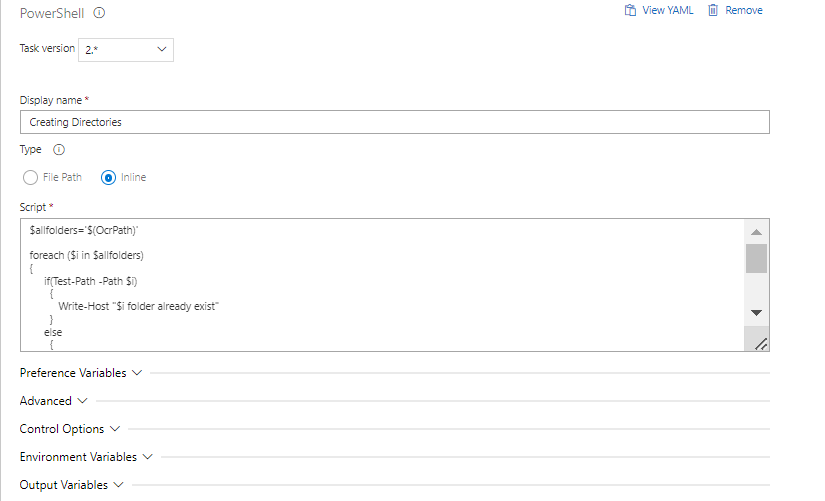 PowerShell
View YAML
Remove
Task version
2.*
Display name *
Creating Directories
Type
File Path
Inline
Script *
$allfolders='$(OcrPath)'
foreach ($i in $allfolders)
{
if(Test-Path -Path $i)
{
Write-Host "$i folder already exist"
}
else
{
Preference Variables
Advanced
Control Options
Environment Variables
Output Variables